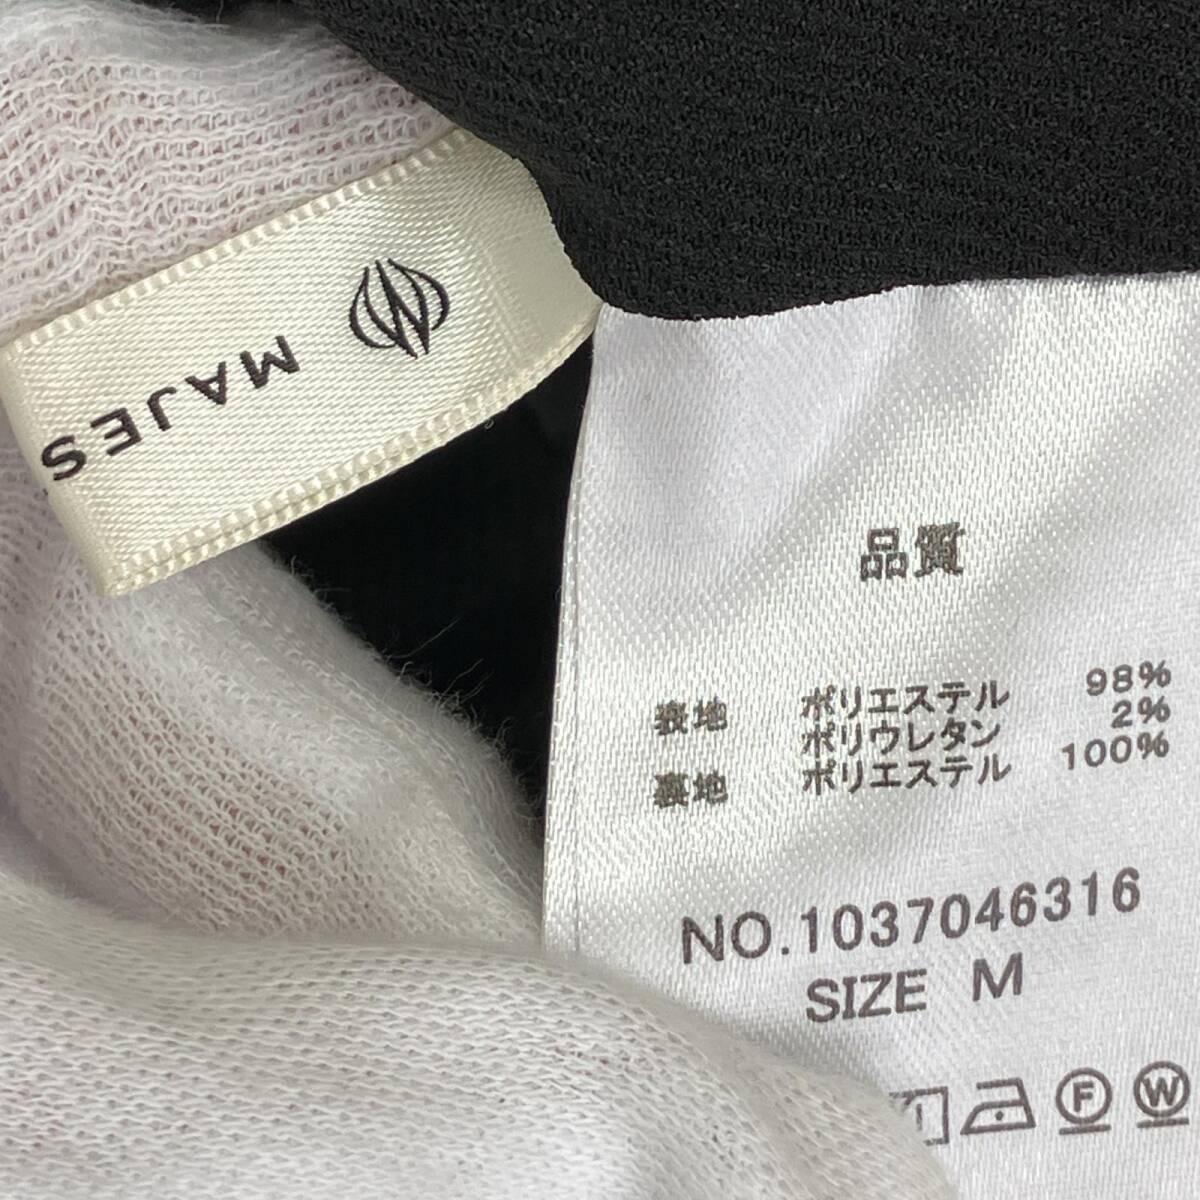 MAJES
品質
表地 ポリエステル 98%
ポリウレタン 2%
裏地 ポリエステル 100%
NO.1037046316
SIZE M
F W